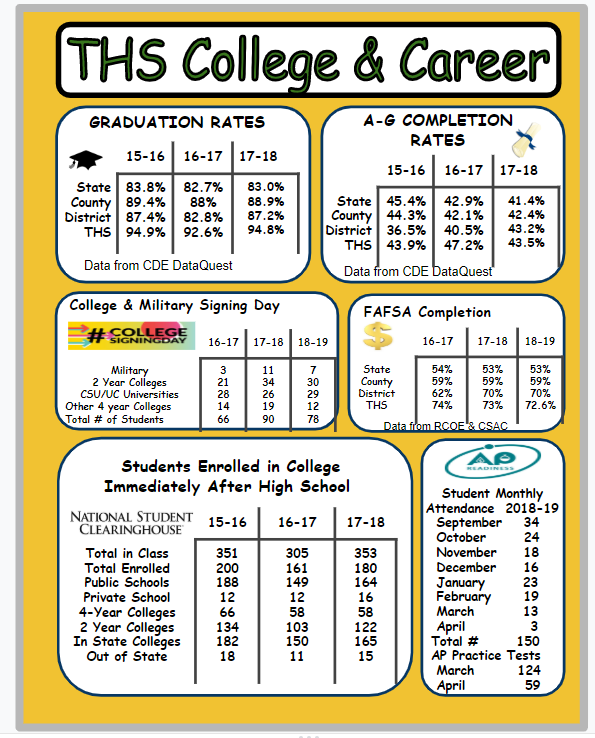 THS College & Career
GRADUATION RATES
15-16 16-17 17-18
State 83.8% 82.7% 83.0%
County 89.4% 88% 88.9%
District 87.4% 82.8% 87.2%
THS 94.9% 92.6% 94.8%
Data from CDE DataQuest
A-G COMPLETION
RATES
15-16 16-17 17-18
State 45.4% 42.9% 41.4%
County 44.3% 42.1% 42.4%
District 36.5% 40.5% 43.2%
THS 43.9% 47.2% 43.5%
Data from CDE DataQuest
College & Military Signing Day
#COLLEGE
SIGNINGDAY
16-17 17-18 18-19
Military 3 11 7
2 Year Colleges 21 34 30
CSU/UC Universities 28 26 29
Other 4 year Colleges 14 19 12
Total # of Students 66 90 78
FAFSA Completion
$
16-17 17-18 18-19
State 54% 53% 53%
County 59% 59% 59%
District 62% 70% 70%
THS 74% 73% 72.6%
Data from RCOE & CSAC
Students Enrolled in College
Immediately After High School
NATIONAL STUDENT
CLEARINGHOUSE
15-16 16-17 17-18
Total in Class 351 305 353
Total Enrolled 200 161 180
Public Schools 188 149 164
Private School 12 12 16
4-Year Colleges 66 58 58
2 Year Colleges 134 103 122
In State Colleges 182 150 165
Out of State 18 11 15
AP
READINESS
Student Monthly
Attendance 2018-19
September 34
October 24
November 18
December 16
January 23
February 19
March 13
April 3
Total # 150
AP Practice Tests
March 124
April 59